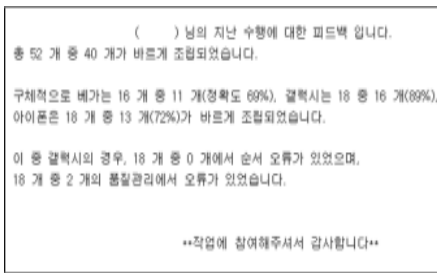 ( ) 님의 지난 수행에 대한 피드백 입니다.
총 52 개 중 40 개가 바르게 조립되었습니다.
구체적으로 베가는 16 개 중 11 개(정확도 69%), 갤럭시는 18 중 16 개(89%),
아이폰은 18 개 중 13 개(72%)가 바르게 조립되었습니다.
이 중 갤럭시의 경우, 18 개 중 0 개에서 순서 오류가 있었으며,
18 개 중 2 개의 품질관리에서 오류가 있었습니다.
**작업에 참여해주셔서 감사합니다**